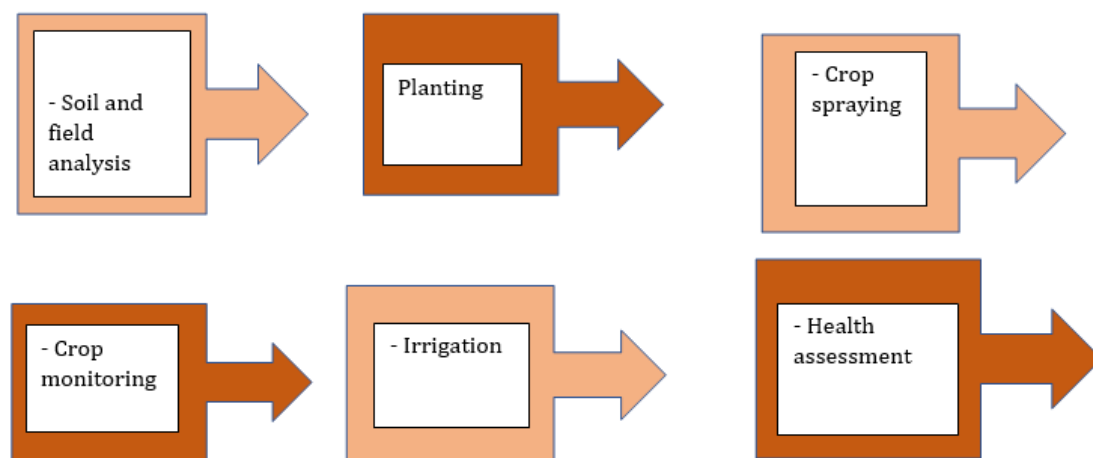 - Soil and
field
analysis
Planting
- Crop
spraying
- Crop
monitoring
- Irrigation
- Health
assessment